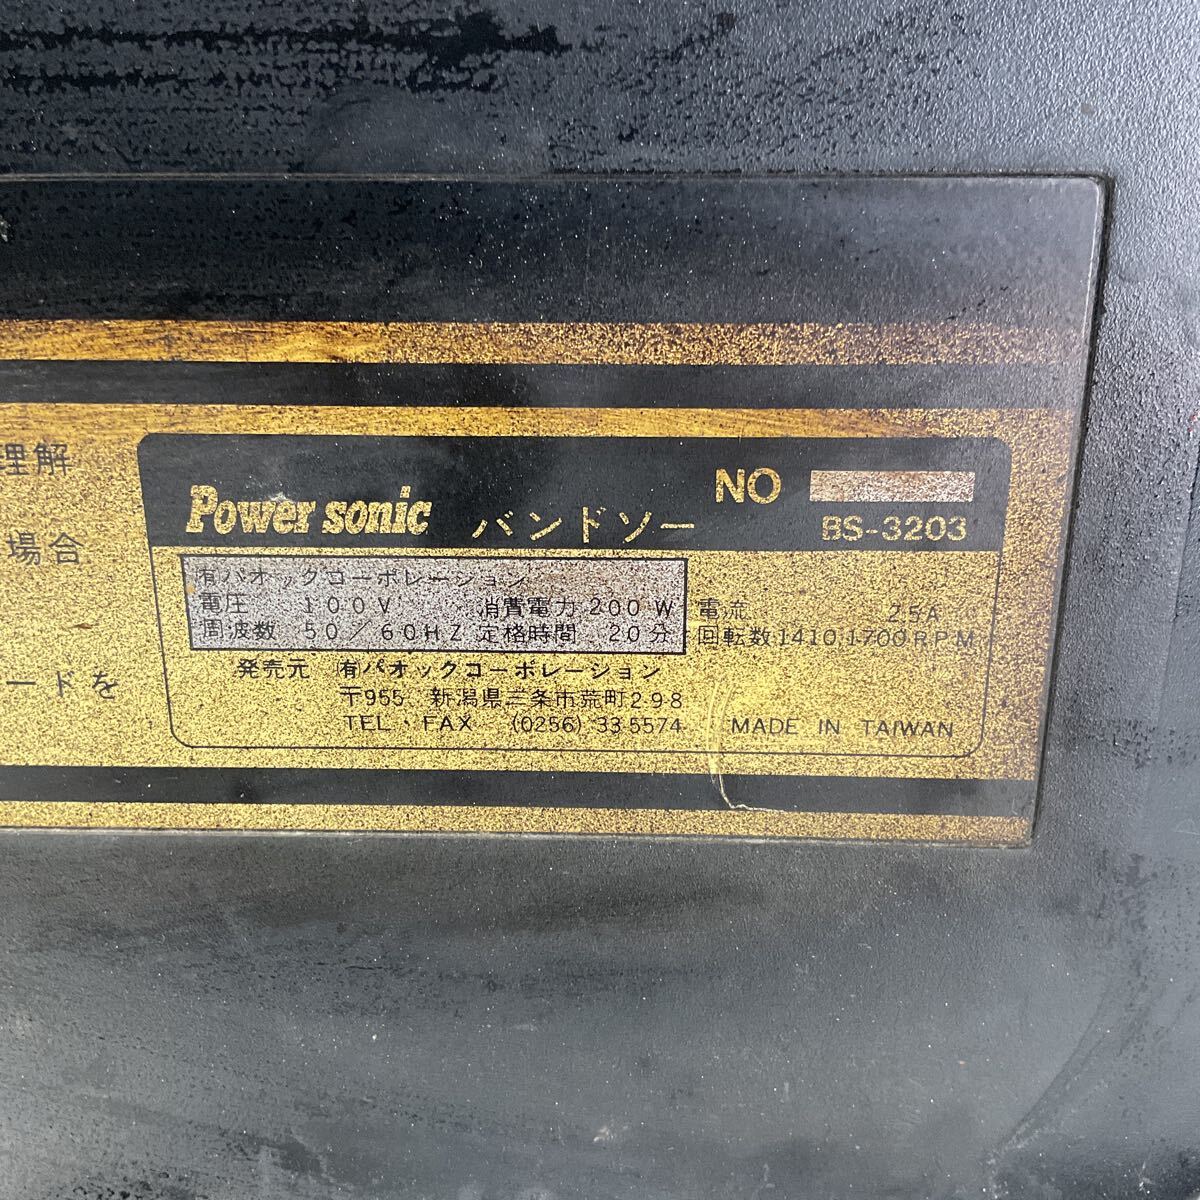 理解
場合
ードを
Power sonic バンドソー NO
BS-3203
㈲パオックコーポレーション
電圧 100V 消費電力 200W 電流 2.5A
周波数 50/60HZ 定格時間 20分 回転数1410,1700RPM
発売元 ㈲パオックコーポレーション
〒955 新潟県三条市荒町2-9-8
TEL・FAX (0256) 33-5574 MADE IN TAIWAN